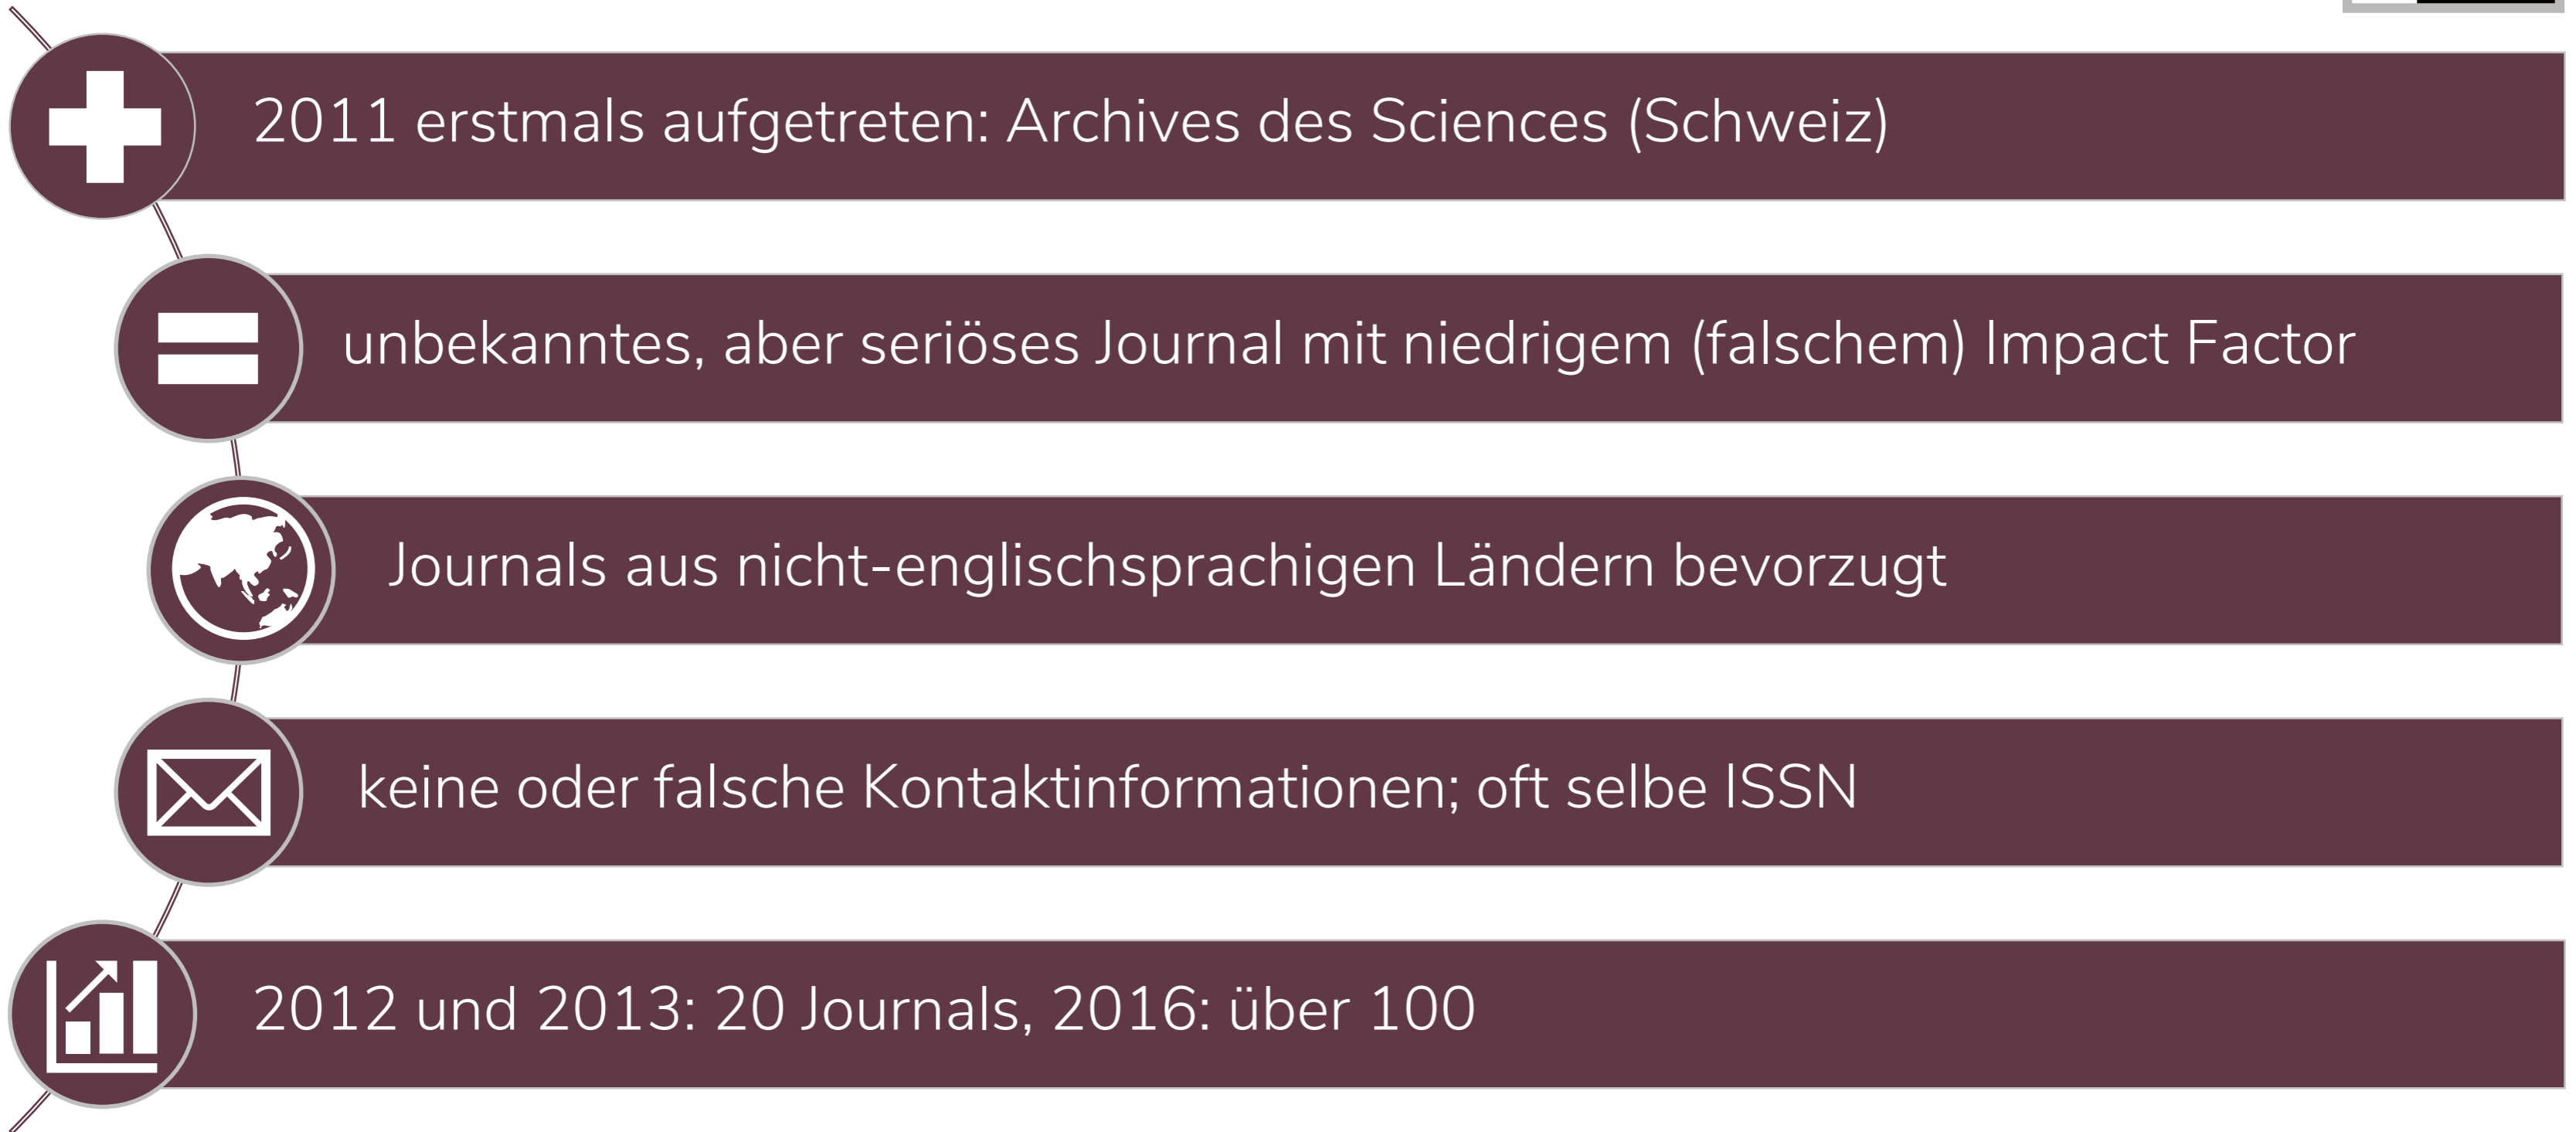 2011 erstmals aufgetreten: Archives des Sciences (Schweiz)
unbekanntes, aber seriöses Journal mit niedrigem (falschem) Impact Factor
Journals aus nicht-englischsprachigen Ländern bevorzugt
keine oder falsche Kontaktinformationen; oft selbe ISSN
2012 und 2013: 20 Journals, 2016: über 100